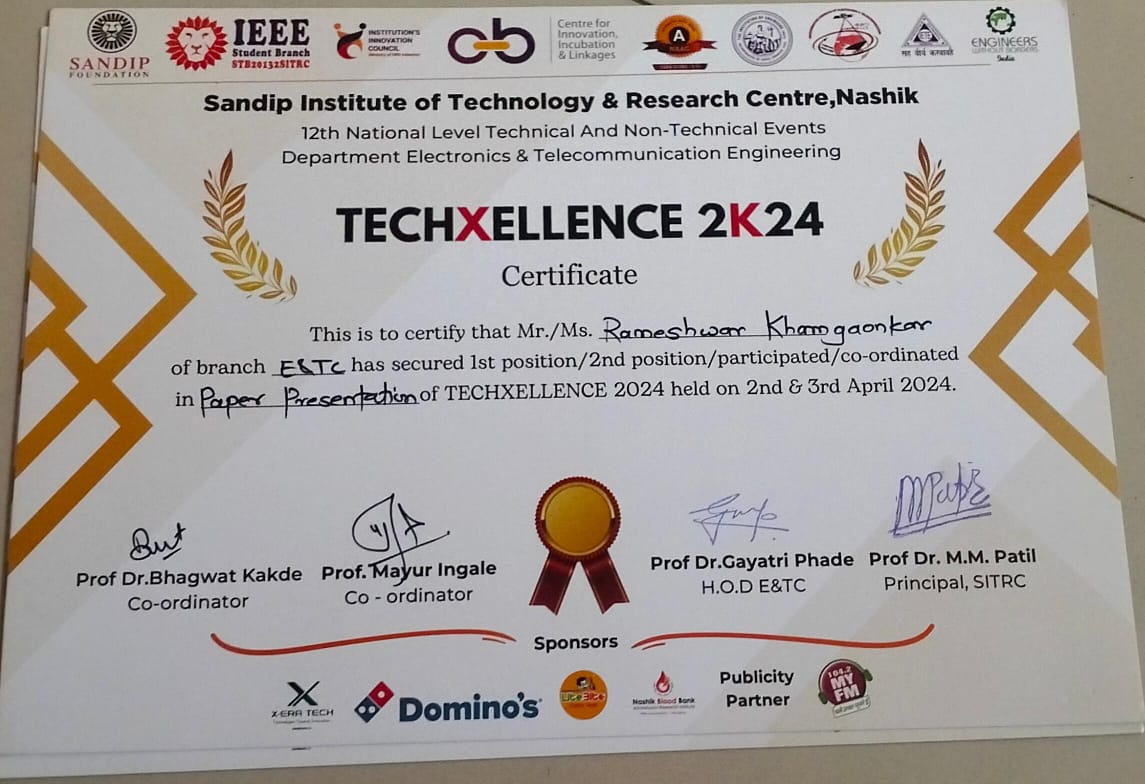 SANDIP
FOUNDATION
IEEE
Student Branch
STB20132SITRC
INSTITUTION'S
INNOVATION
COUNCIL
Centre for
Innovation,
Incubation
& Linkages
A
सह वीर्यं करवावहै
ENGINEERS
WITHOUT BORDERS
India
Sandip Institute of Technology & Research Centre,Nashik
12th National Level Technical And Non-Technical Events
Department Electronics & Telecommunication Engineering
TECHXELLENCE 2K24
Certificate
This is to certify that Mr./Ms. Rameshwar Khamgaonkar
of branch E&TC has secured 1st position/2nd position/participated/co-ordinated
in Paper Presentation of TECHXELLENCE 2024 held on 2nd & 3rd April 2024.
Prof Dr.Bhagwat Kakde
Co-ordinator
Prof. Mayur Ingale
Co - ordinator
Prof Dr.Gayatri Phade
H.O.D E&TC
Prof Dr. M.M. Patil
Principal, SITRC
Sponsors
X-ERA TECH
Domino's
Lite Bite
Nashik Blood Bank
Publicity
Partner
104.2
MY
FM